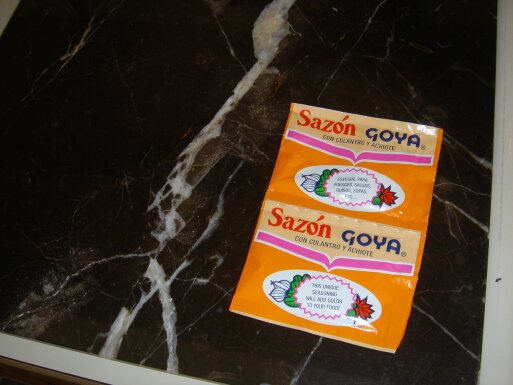 Sazón GOYA®
CON CULANTRO Y ACHIOTE
ESPECIAL PARA
ARROCES, SALSAS,
GUISOS, SOPAS,
ETC...
Sazón GOYA®
CON CULANTRO Y ACHIOTE
THIS UNIQUE
SEASONING
WILL ADD COLOR
TO YOUR FOOD!